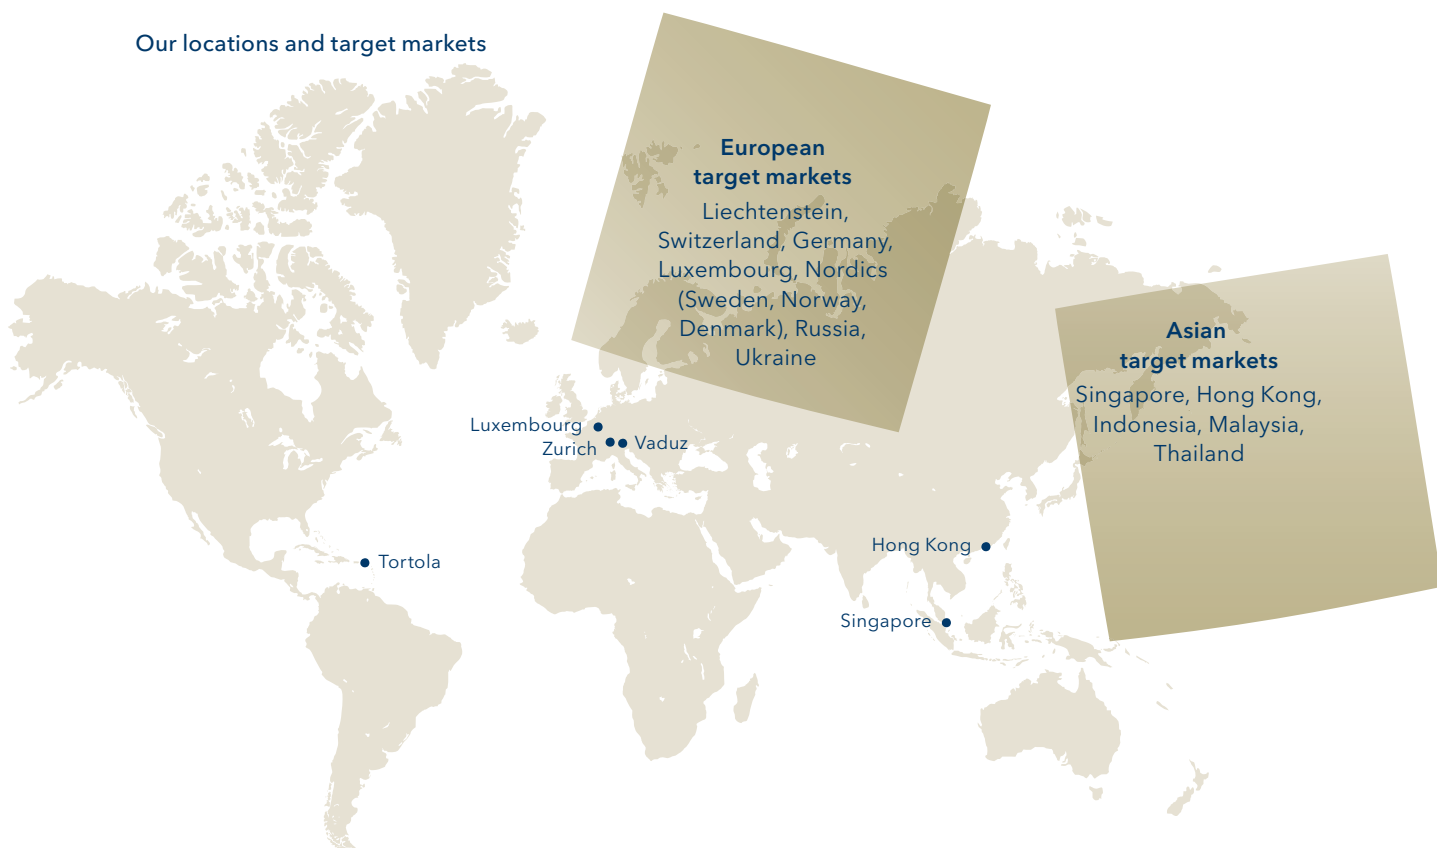 Our locations and target markets
European
target markets
Liechtenstein,
Switzerland, Germany,
Luxembourg, Nordics
(Sweden, Norway,
Denmark), Russia,
Ukraine
Asian
target markets
Singapore, Hong Kong,
Indonesia, Malaysia,
Thailand
Luxembourg
Zurich
Vaduz
Hong Kong
Tortola
Singapore